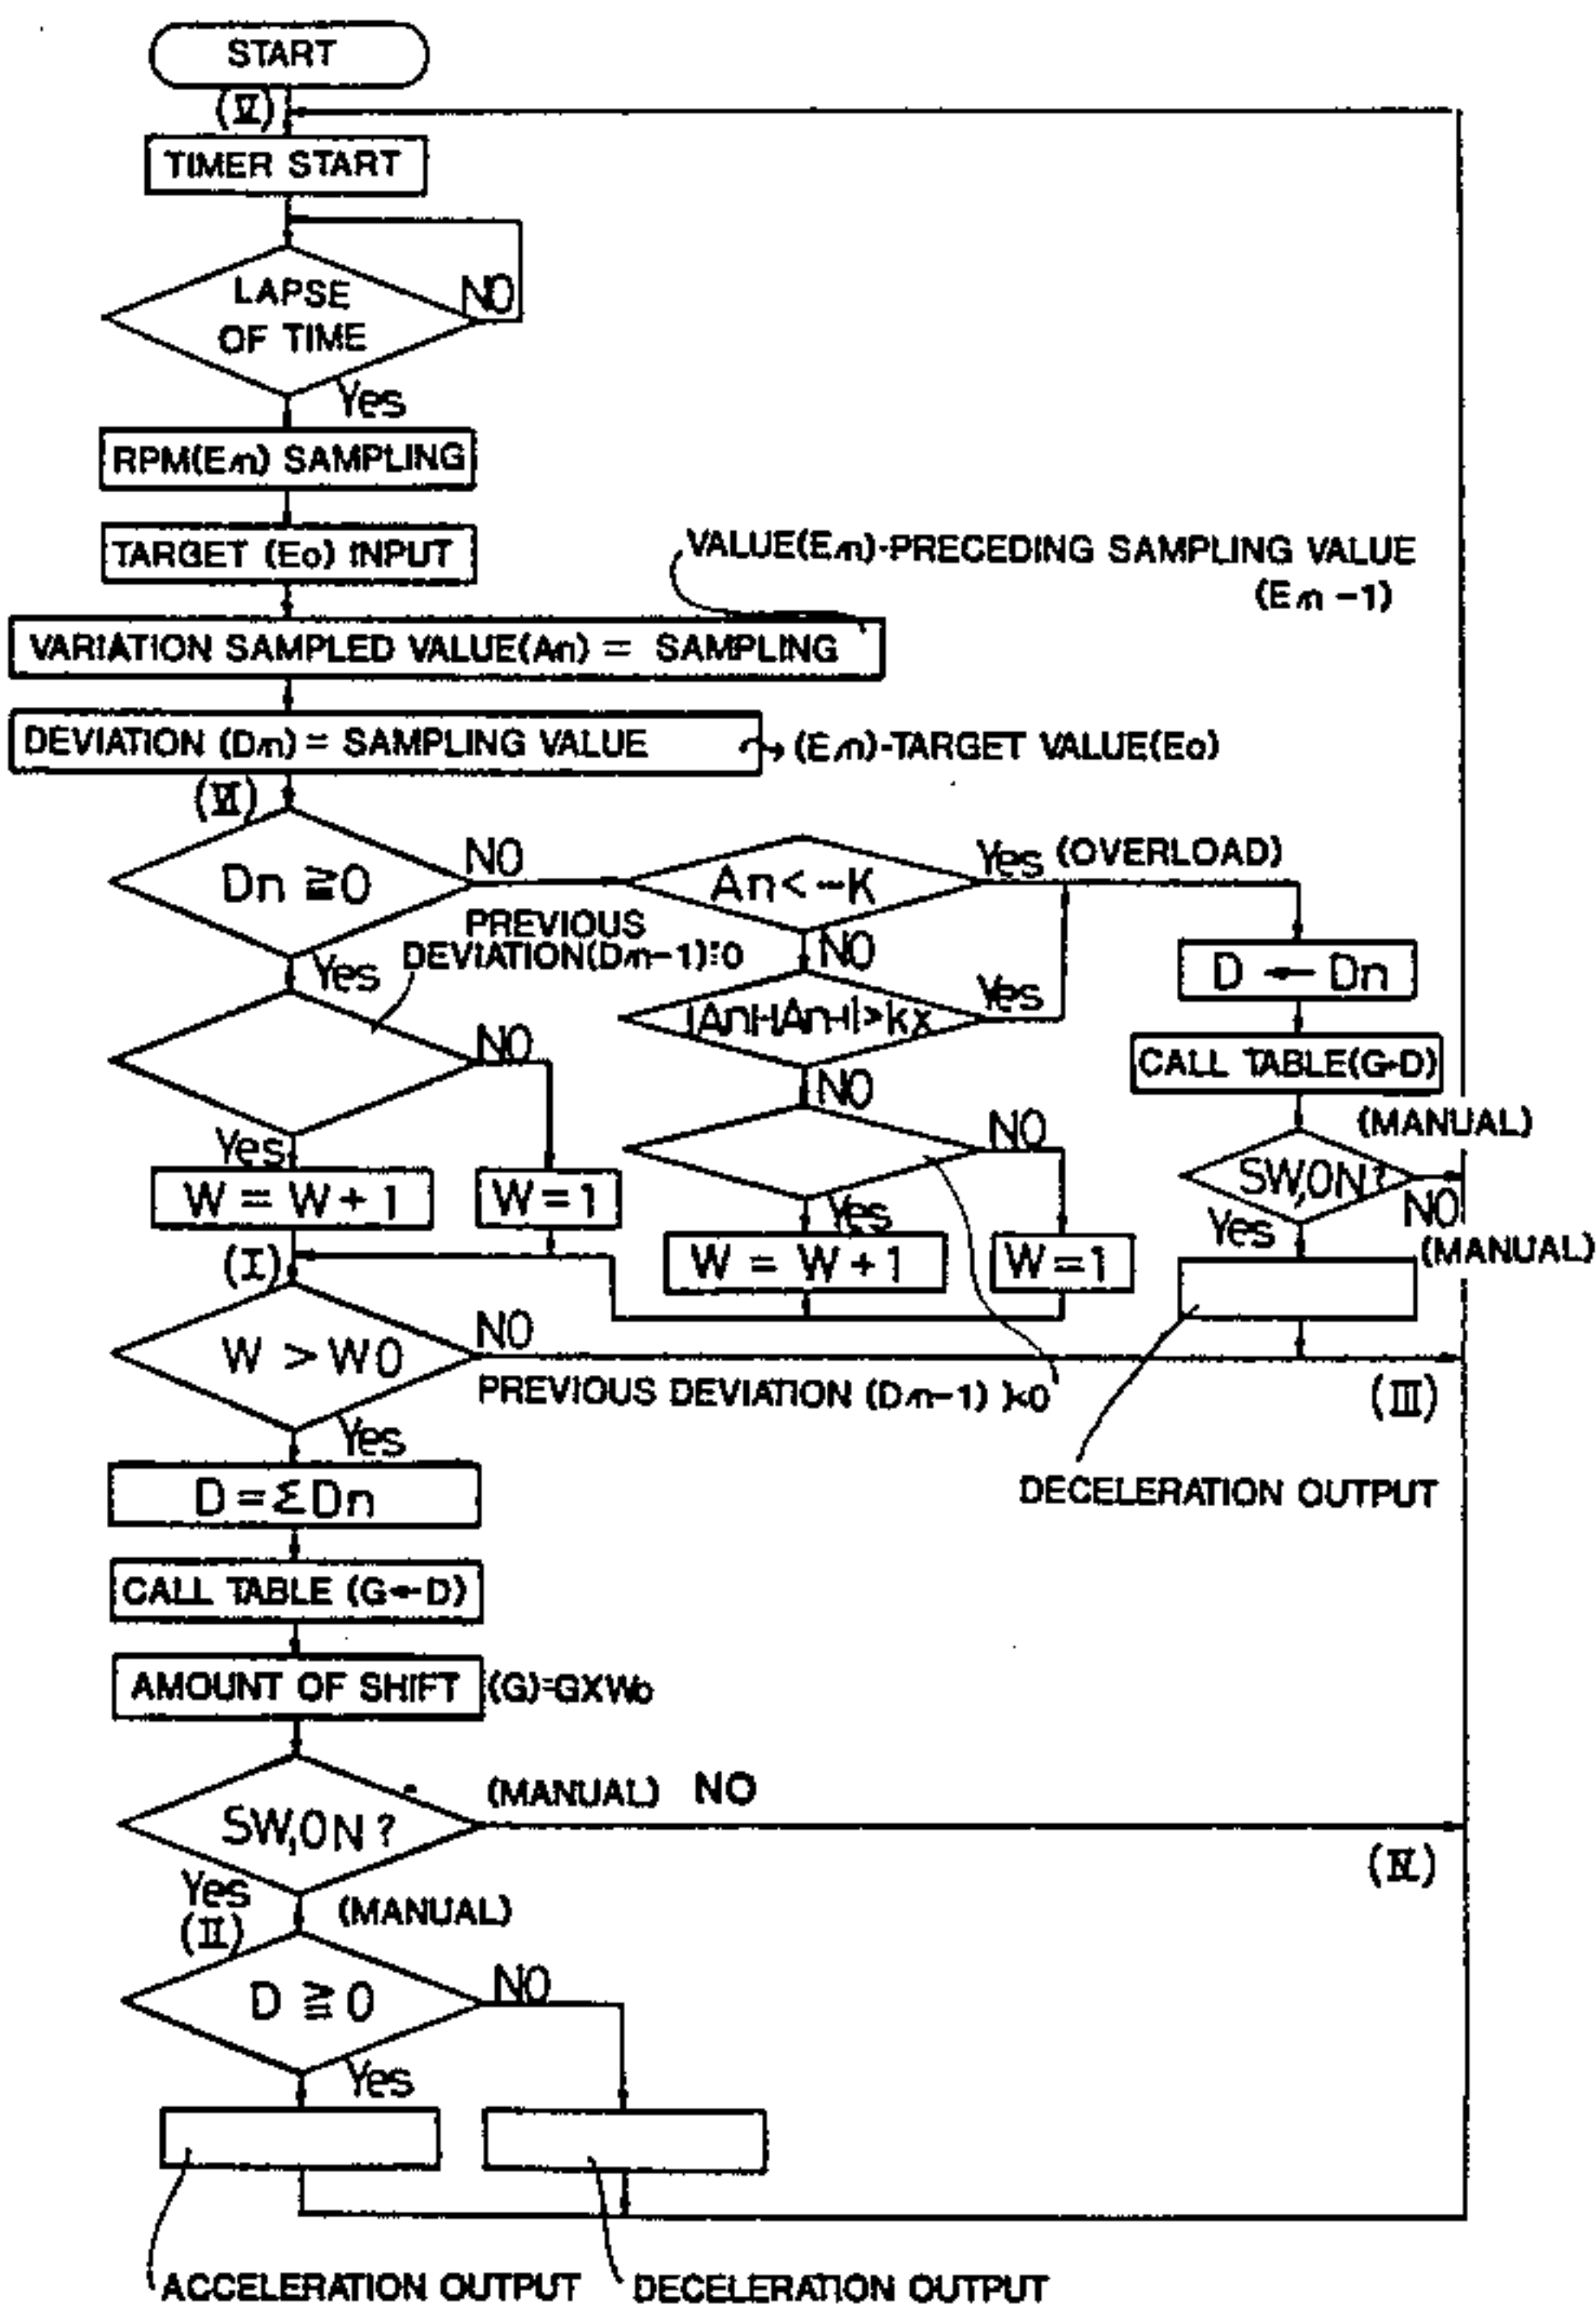 START
(V)
TIMER START
LAPSE
OF TIME
NO
Yes
RPM(En) SAMPLING
TARGET (Eo) INPUT
VALUE(En)-PRECEDING SAMPLING VALUE
(En-1)
VARIATION SAMPLED VALUE(An) = SAMPLING
DEVIATION (Dn) = SAMPLING VALUE
(En)-TARGET VALUE(Eo)
(VI)
Dn ≧ 0
NO
An < -K
Yes (OVERLOAD)
PREVIOUS
DEVIATION(Dn-1)
Yes
NO
D ← Dn
|An|-|An-1|>kx
Yes
NO
NO
CALL TABLE(G←D)
(MANUAL)
NO
SW,ON?
Yes
W = W + 1
W = 1
Yes
Yes
NO
(MANUAL)
(I)
W = W + 1
W = 1
W > W0
NO
PREVIOUS DEVIATION (Dn-1) )<0
(III)
Yes
DECELERATION OUTPUT
D = ΣDn
CALL TABLE (G←D)
AMOUNT OF SHIFT (G)=GXWo
(MANUAL) NO
SW,ON?
(IV)
Yes
(MANUAL)
(II)
D ≧ 0
NO
Yes
ACCELERATION OUTPUT
DECELERATION OUTPUT